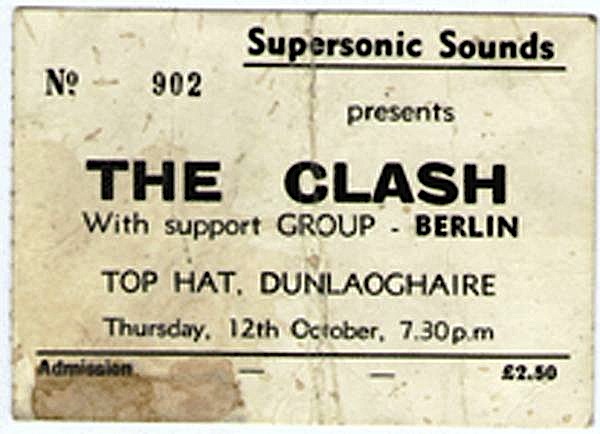 Supersonic Sounds
Nº 902
presents
THE CLASH
With support GROUP - BERLIN
TOP HAT, DUNLAOGHAIRE
Thursday, 12th October, 7.30p.m
Admission — — £2.50